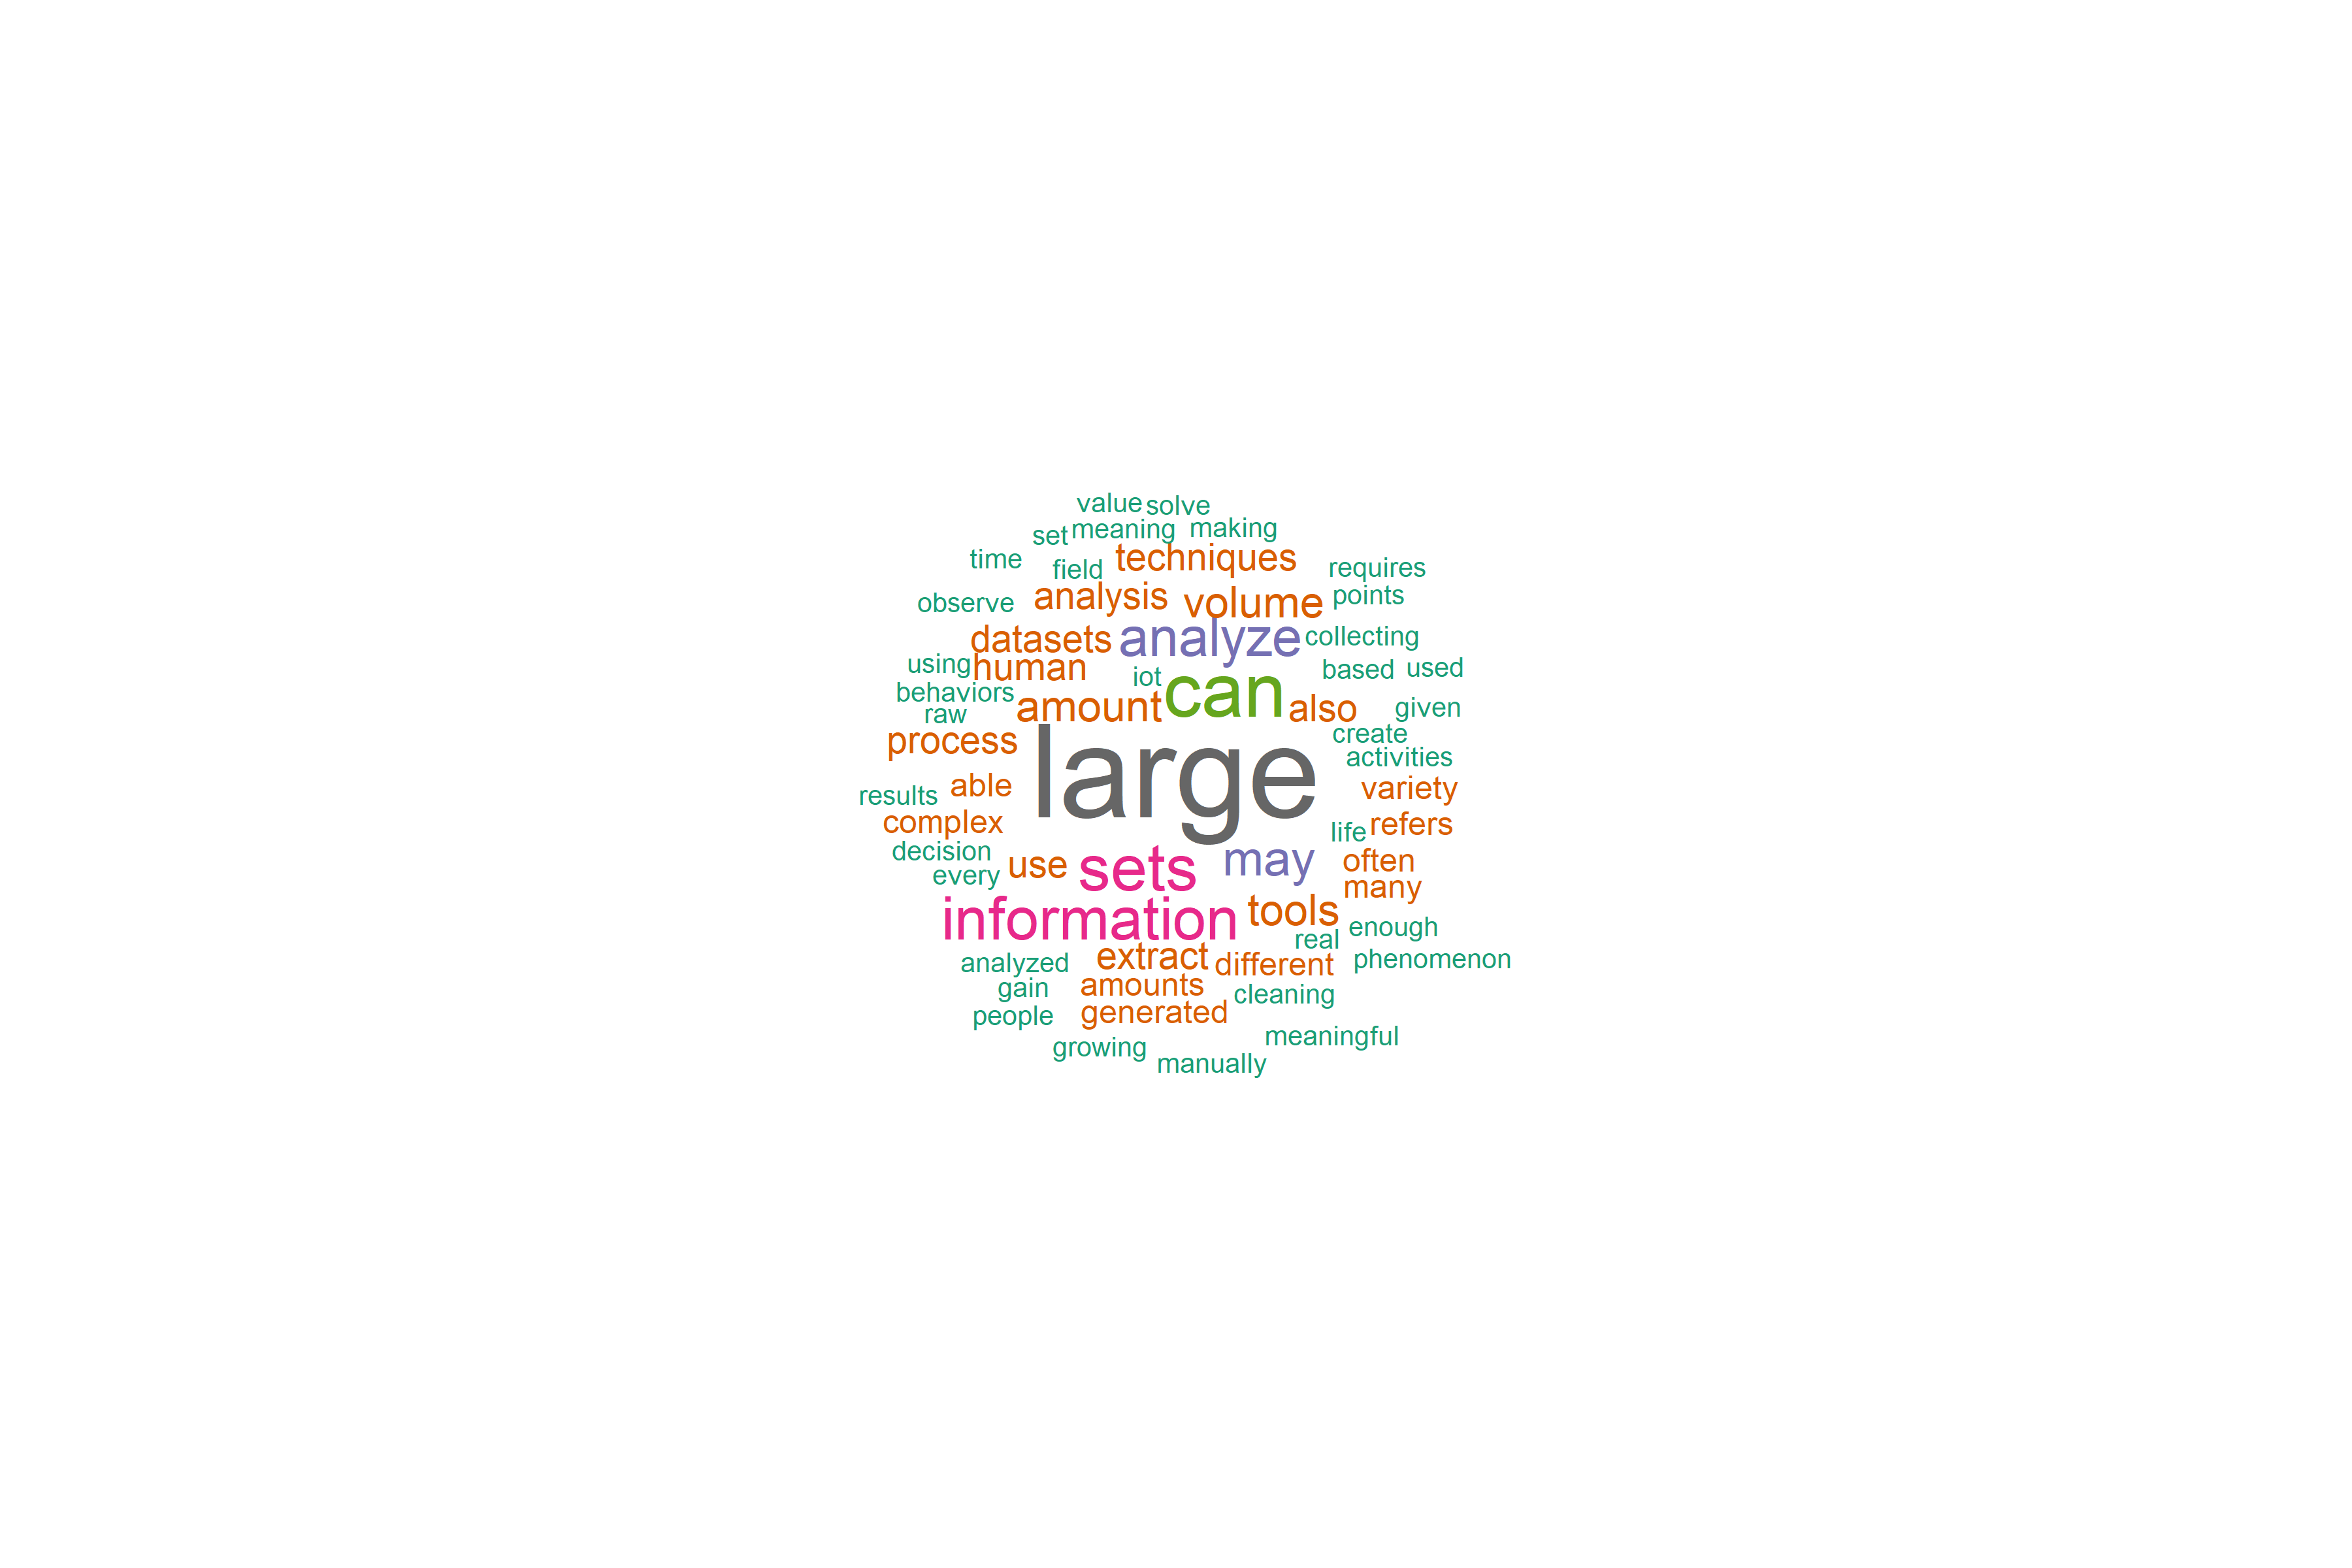 value solve
set meaning making
time field techniques requires
observe analysis volume points
datasets analyze collecting
using human iot can based used
behaviors
raw amount also given
process large create
activities
results able variety
complex life refers
decision use sets may often
every many
information tools enough
real
analyzed extract different phenomenon
gain amounts cleaning
people generated
growing manually meaningful